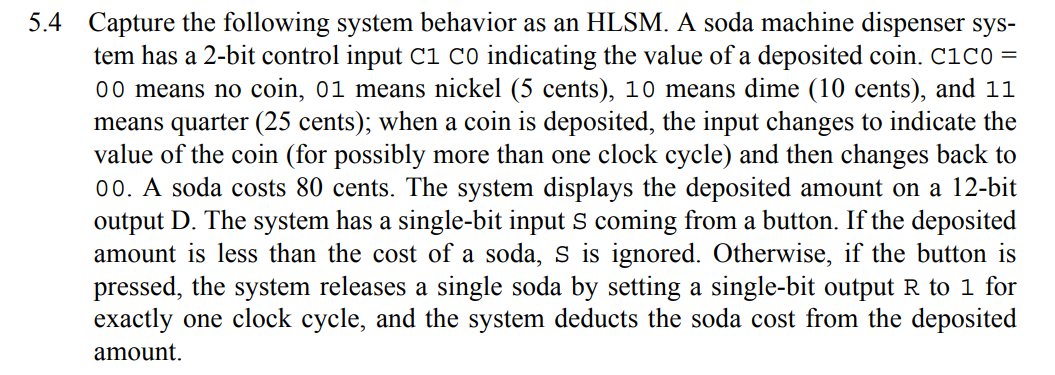 5.4 Capture the following system behavior as an HLSM. A soda machine dispenser sys-
tem has a 2-bit control input C1 C0 indicating the value of a deposited coin. C1C0 =
00 means no coin, 01 means nickel (5 cents), 10 means dime (10 cents), and 11
means quarter (25 cents); when a coin is deposited, the input changes to indicate the
value of the coin (for possibly more than one clock cycle) and then changes back to
00. A soda costs 80 cents. The system displays the deposited amount on a 12-bit
output D. The system has a single-bit input S coming from a button. If the deposited
amount is less than the cost of a soda, S is ignored. Otherwise, if the button is
pressed, the system releases a single soda by setting a single-bit output R to 1 for
exactly one clock cycle, and the system deducts the soda cost from the deposited
amount.